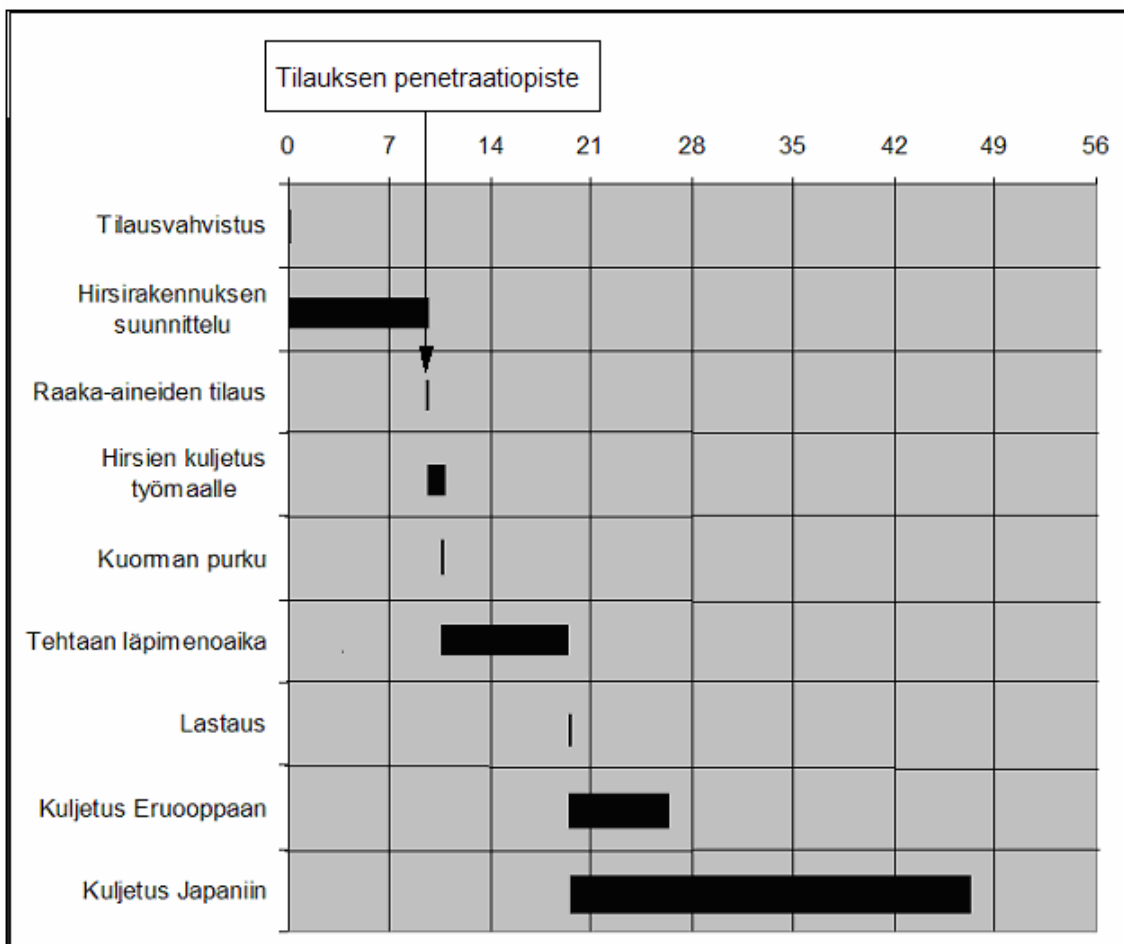 Tilauksen penetraatiopiste
0 7 14 21 28 35 42 49 56
Tilausvahvistus
Hirsirakennuksen
suunnittelu
Raaka-aineiden tilaus
Hirsien kuljetus
työmaalle
Kuorman purku
Tehtaan läpimenoaika
Lastaus
Kuljetus Eruooppaan
Kuljetus Japaniin